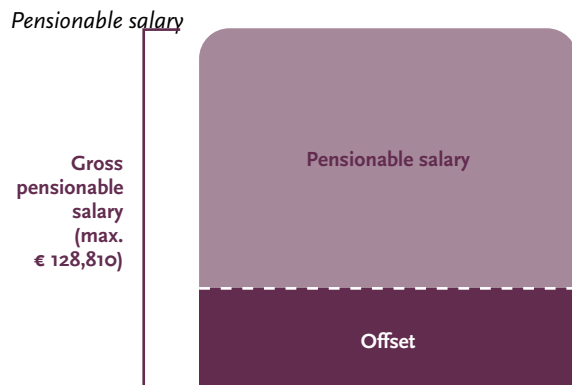 Pensionable salary
Pensionable salary
Gross
pensionable
salary
(max.
€ 128,810)
Offset